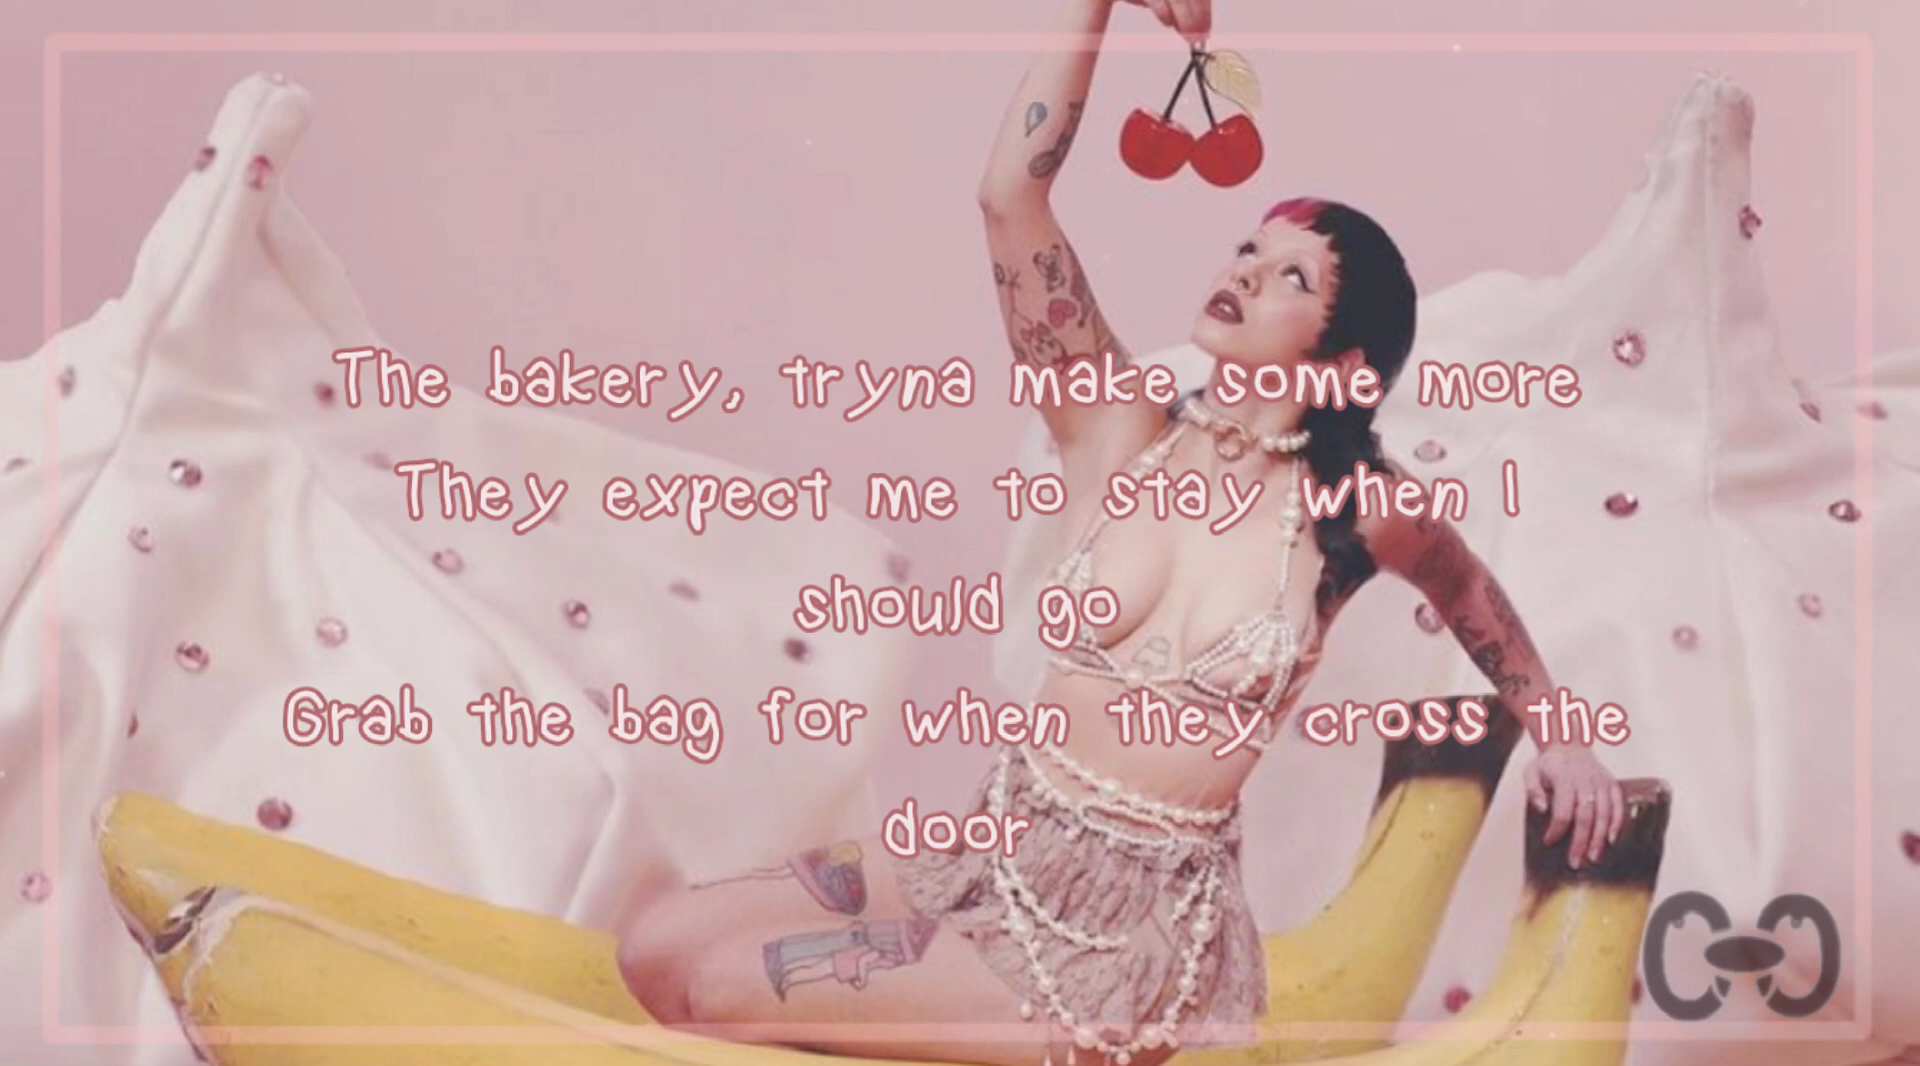 The bakery, tryna make some more
They expect me to stay when I
should go
Grab the bag for when they cross the
door